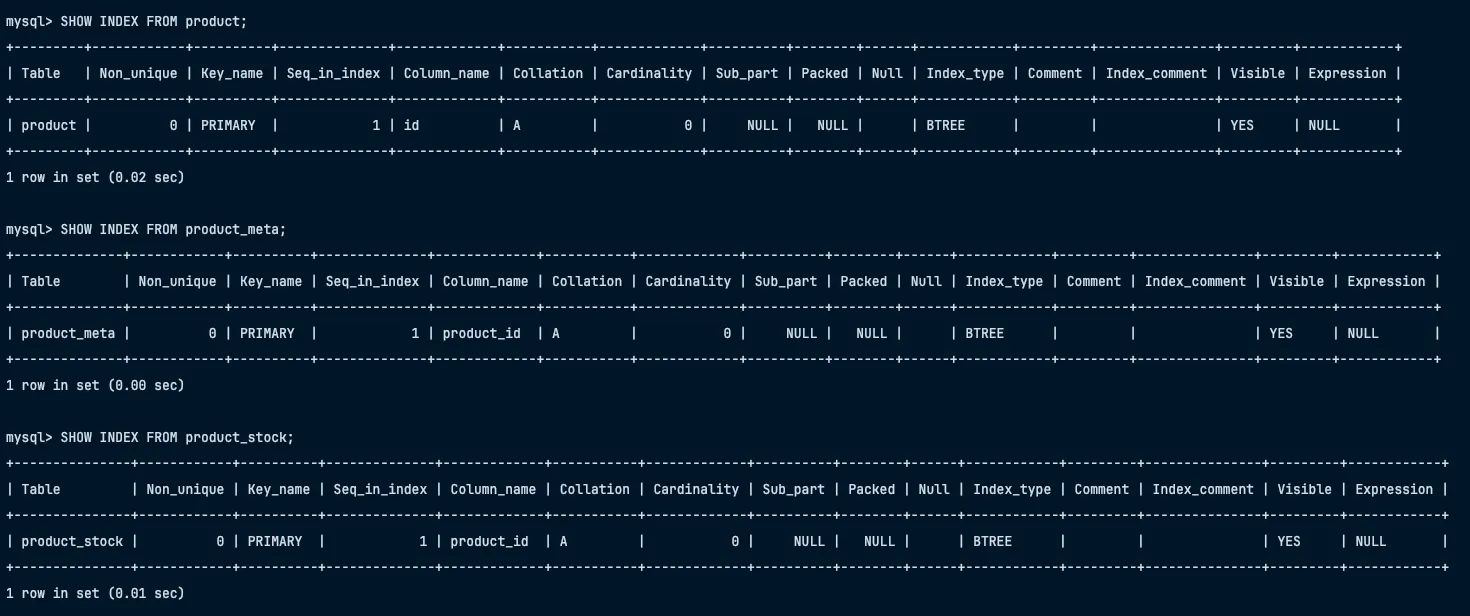 mysql> SHOW INDEX FROM product;
+---------+------------+----------+--------------+-------------+-----------+-------------+----------+--------+------+------------+---------+---------------+---------+------------+
| Table   | Non_unique | Key_name | Seq_in_index | Column_name | Collation | Cardinality | Sub_part | Packed | Null | Index_type | Comment | Index_comment | Visible | Expression |
+---------+------------+----------+--------------+-------------+-----------+-------------+----------+--------+------+------------+---------+---------------+---------+------------+
| product |          0 | PRIMARY  |            1 | id          | A         |           0 |     NULL |   NULL |      | BTREE      |         |               | YES     | NULL       |
+---------+------------+----------+--------------+-------------+-----------+-------------+----------+--------+------+------------+---------+---------------+---------+------------+
1 row in set (0.02 sec)
mysql> SHOW INDEX FROM product_meta;
+--------------+------------+----------+--------------+-------------+-----------+-------------+----------+--------+------+------------+---------+---------------+---------+------------+
| Table        | Non_unique | Key_name | Seq_in_index | Column_name | Collation | Cardinality | Sub_part | Packed | Null | Index_type | Comment | Index_comment | Visible | Expression |
+--------------+------------+----------+--------------+-------------+-----------+-------------+----------+--------+------+------------+---------+---------------+---------+------------+
| product_meta |          0 | PRIMARY  |            1 | product_id  | A         |           0 |     NULL |   NULL |      | BTREE      |         |               | YES     | NULL       |
+--------------+------------+----------+--------------+-------------+-----------+-------------+----------+--------+------+------------+---------+---------------+---------+------------+
1 row in set (0.00 sec)
mysql> SHOW INDEX FROM product_stock;
+---------------+------------+----------+--------------+-------------+-----------+-------------+----------+--------+------+------------+---------+---------------+---------+------------+
| Table         | Non_unique | Key_name | Seq_in_index | Column_name | Collation | Cardinality | Sub_part | Packed | Null | Index_type | Comment | Index_comment | Visible | Expression |
+---------------+------------+----------+--------------+-------------+-----------+-------------+----------+--------+------+------------+---------+---------------+---------+------------+
| product_stock |          0 | PRIMARY  |            1 | product_id  | A         |           0 |     NULL |   NULL |      | BTREE      |         |               | YES     | NULL       |
+---------------+------------+----------+--------------+-------------+-----------+-------------+----------+--------+------+------------+---------+---------------+---------+------------+
1 row in set (0.01 sec)